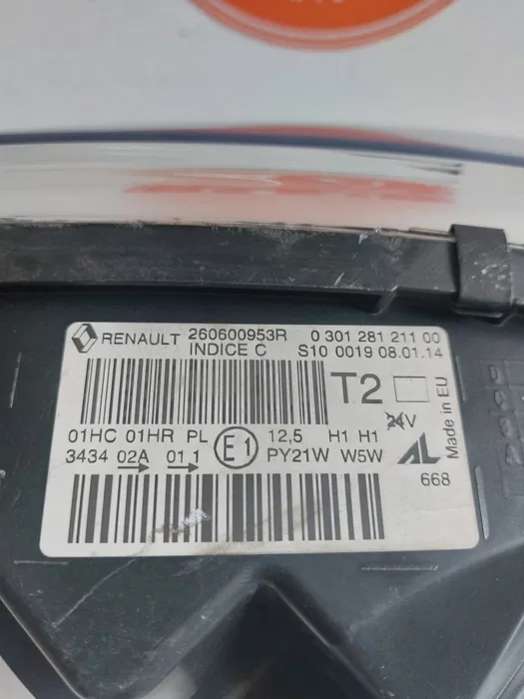 RENAULT 260600953R 0 301 281 211 00
INDICE C S10 0019 08.01.14
T2
24V
Made in EU
01HC 01HR PL E1 12,5 H1 H1
3434 02A 01 1 PY21W W5W AL
668